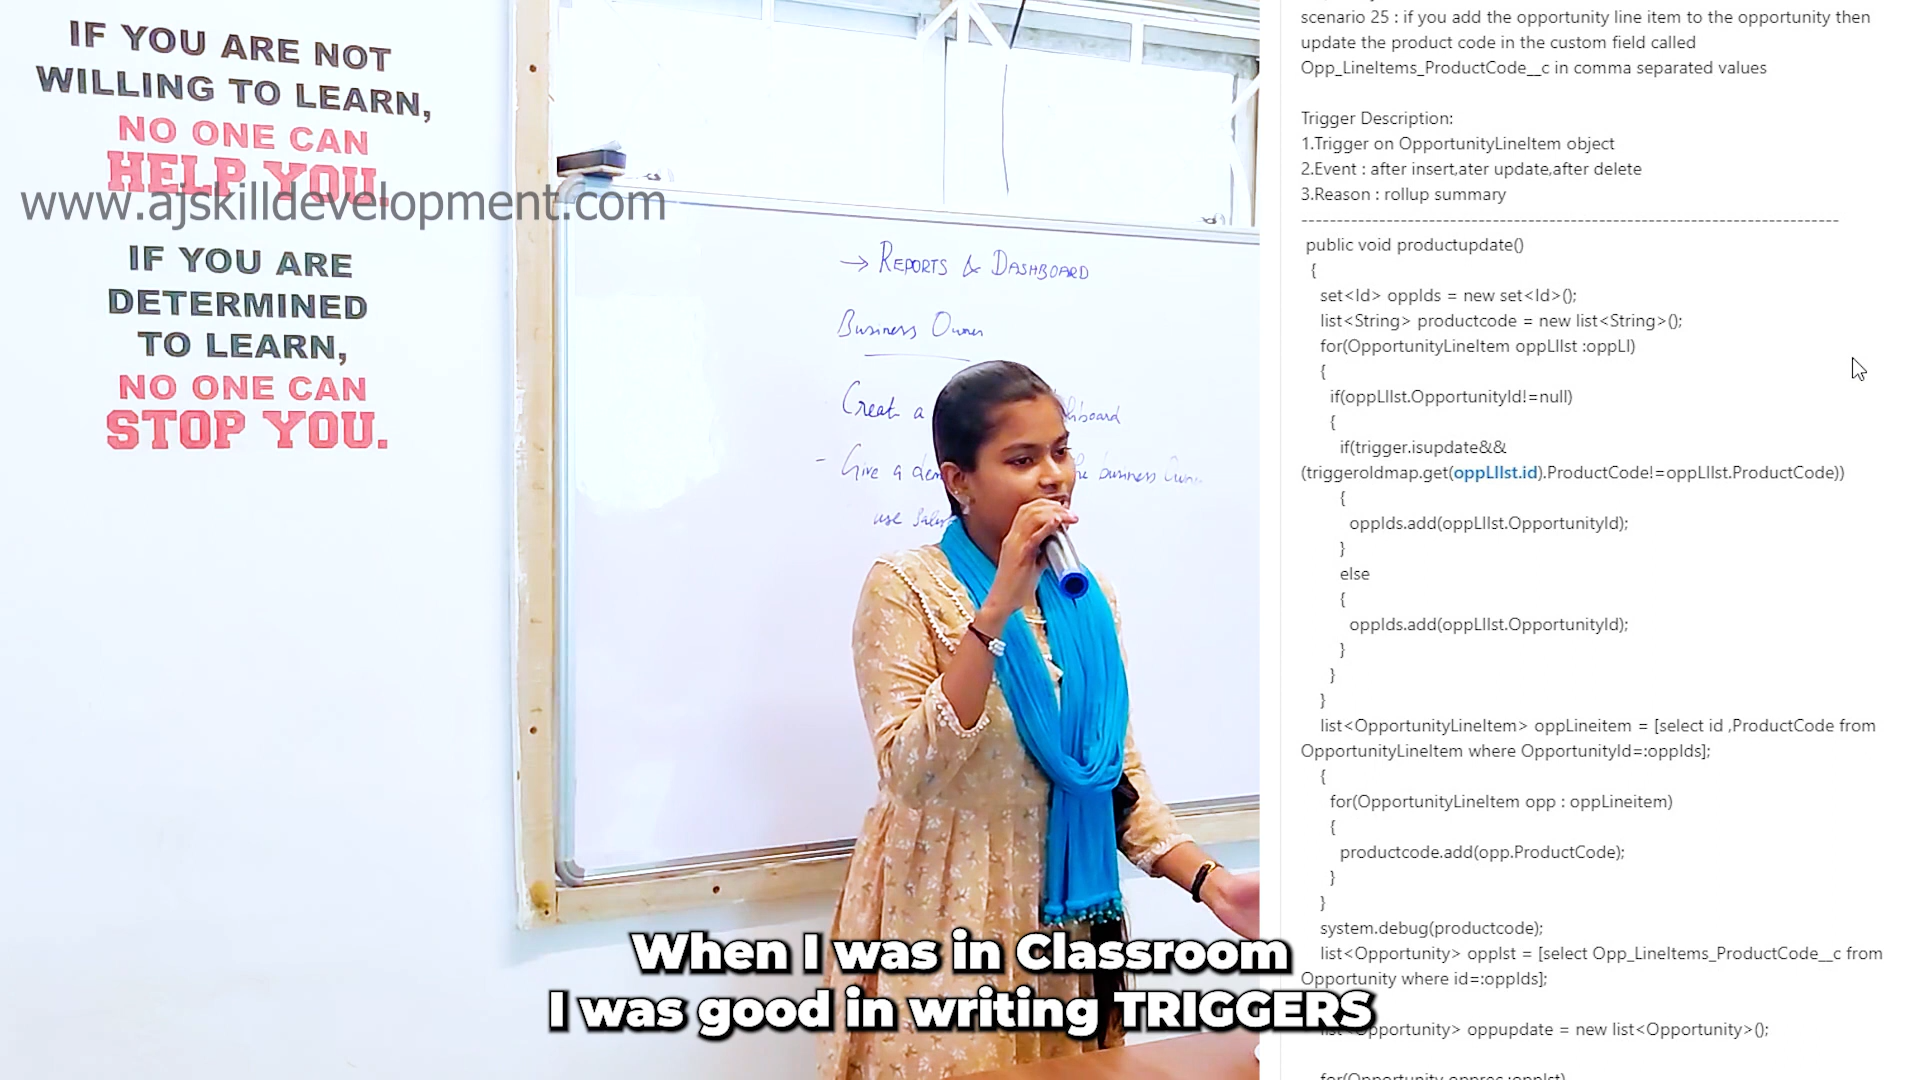 IF YOU ARE NOT
WILLING TO LEARN,
NO ONE CAN
HELP YOU.
www.ajskilldevelopment.com
IF YOU ARE
DETERMINED
TO LEARN,
NO ONE CAN
STOP YOU.
→ REPORTS & DASHBOARD
Business Owner
Creat a
- Give a business
use
When I was in Classroom
I was good in writing TRIGGERS
scenario 25 : if you add the opportunity line item to the opportunity then
update the product code in the custom field called
Opp_LineItems_ProductCode__c in comma separated values
Trigger Description:
1.Trigger on OpportunityLineItem object
2.Event : after insert,ater update,after delete
3.Reason : rollup summary
------------------------------------------------------------------------------------------
public void productupdate()
{
set<Id> oppIds = new set<Id>();
list<String> productcode = new list<String>();
for(OpportunityLineItem oppLIlst :oppLI)
{
if(oppLIlst.OpportunityId!=null)
{
if(trigger.isupdate&&
(triggeroldmap.get(oppLIlst.id).ProductCode!=oppLIlst.ProductCode))
{
oppIds.add(oppLIlst.OpportunityId);
}
else
{
oppIds.add(oppLIlst.OpportunityId);
}
}
}
list<OpportunityLineItem> oppLineitem = [select id ,ProductCode from
OpportunityLineItem where OpportunityId=:oppIds];
{
for(OpportunityLineItem opp : oppLineitem)
{
productcode.add(opp.ProductCode);
}
}
system.debug(productcode);
list<Opportunity> opplst = [select Opp_LineItems_ProductCode__c from
Opportunity where id=:oppIds];
list<Opportunity> oppupdate = new list<Opportunity>();
for(Opportunity opprec :opplst)